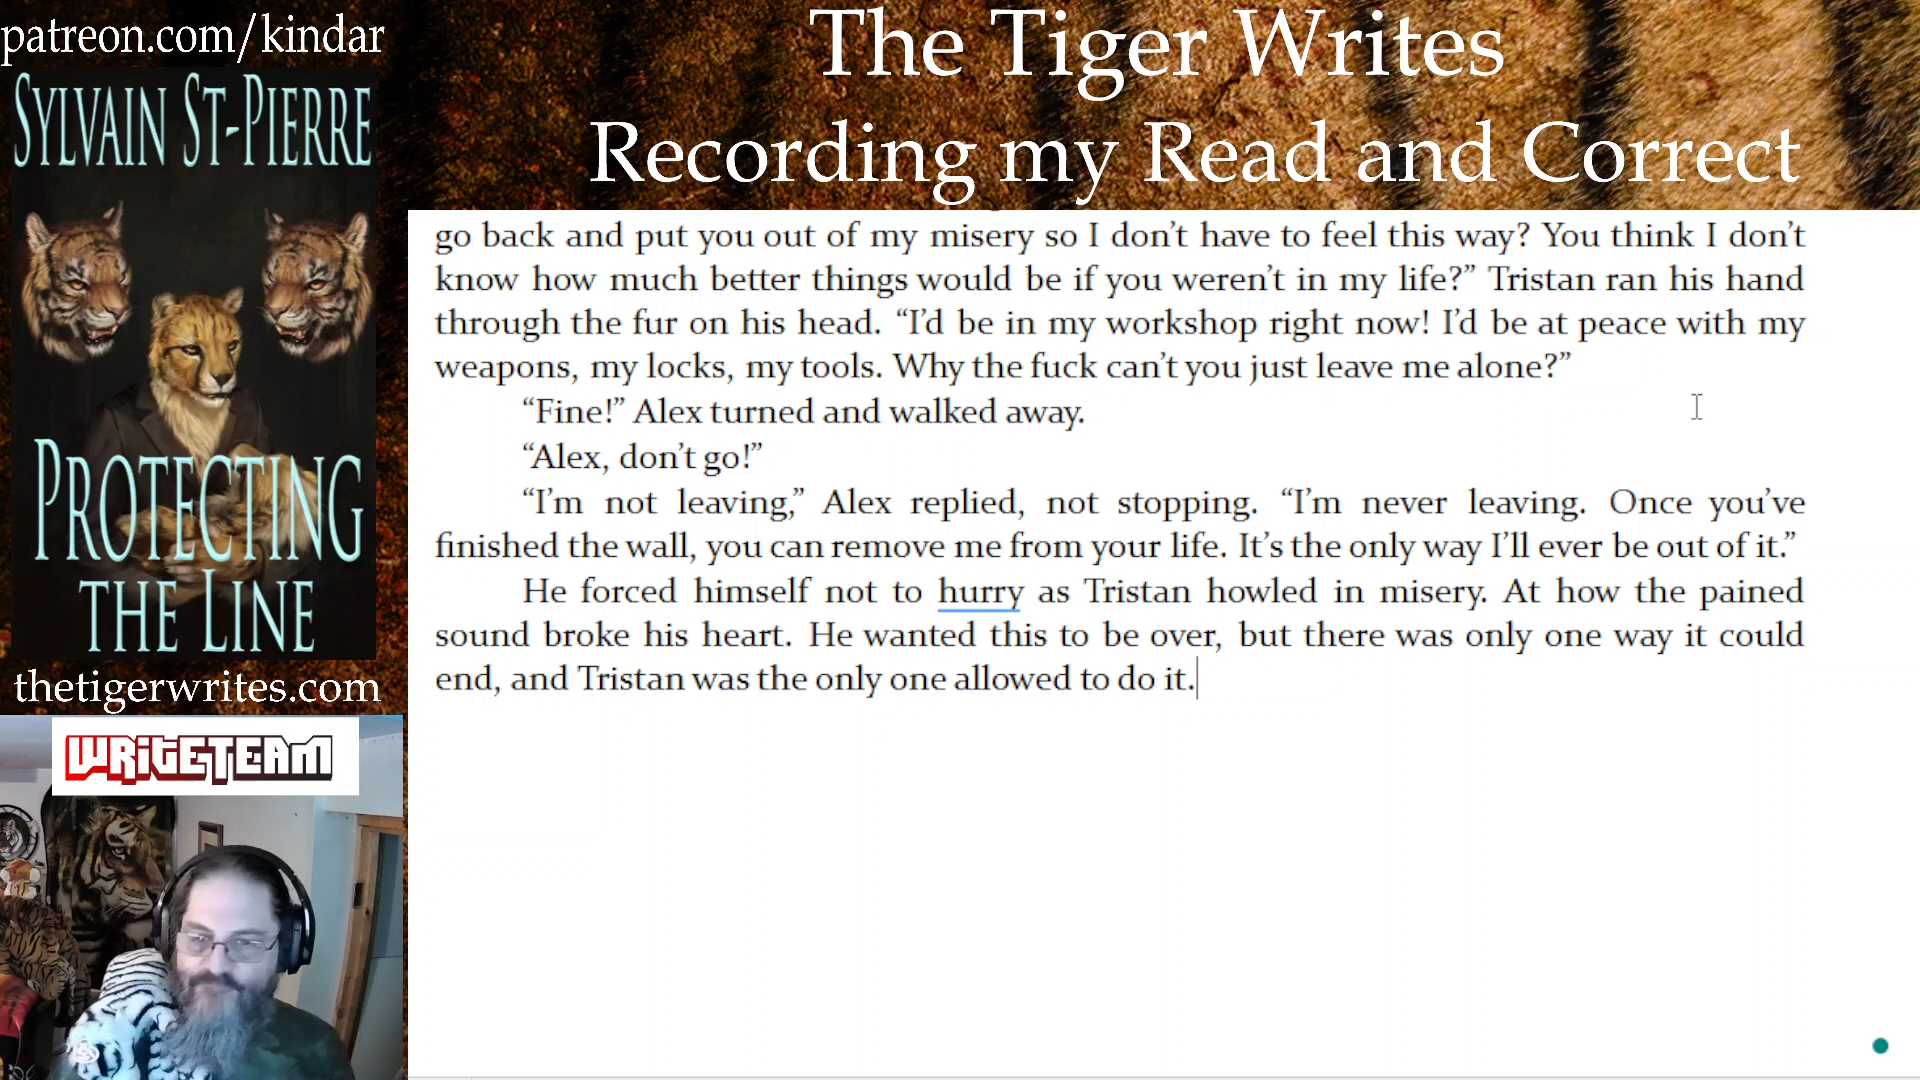 patreon.com/kindar
SYLVAIN ST-PIERRE
PROTECTING
THE LINE
thetigerwrites.com
WRITETEAM
The Tiger Writes
Recording my Read and Correct
go back and put you out of my misery so I don’t have to feel this way? You think I don’t
know how much better things would be if you weren’t in my life?” Tristan ran his hand
through the fur on his head. “I’d be in my workshop right now! I’d be at peace with my
weapons, my locks, my tools. Why the fuck can’t you just leave me alone?”
“Fine!” Alex turned and walked away.
“Alex, don’t go!”
“I’m not leaving,” Alex replied, not stopping. “I’m never leaving. Once you’ve
finished the wall, you can remove me from your life. It’s the only way I’ll ever be out of it.”
He forced himself not to hurry as Tristan howled in misery. At how the pained
sound broke his heart. He wanted this to be over, but there was only one way it could
end, and Tristan was the only one allowed to do it.